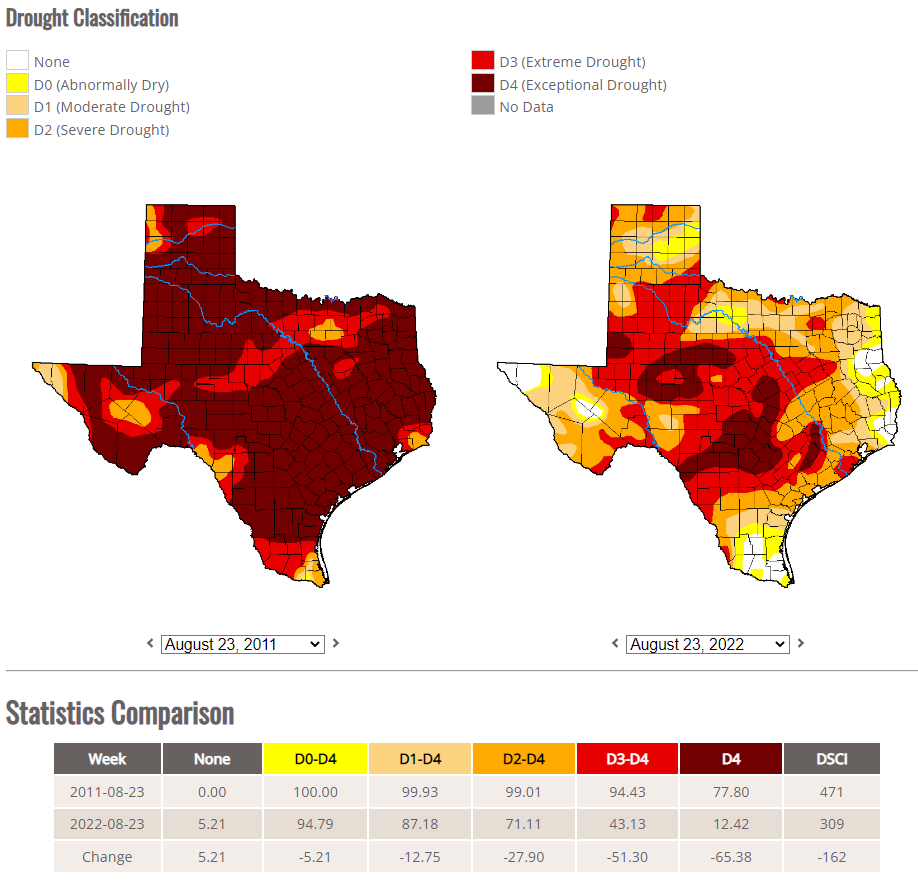 Drought Classification
None
D0 (Abnormally Dry)
D1 (Moderate Drought)
D2 (Severe Drought)
D3 (Extreme Drought)
D4 (Exceptional Drought)
No Data
August 23, 2011
August 23, 2022
Statistics Comparison
Week None D0-D4 D1-D4 D2-D4 D3-D4 D4 DSCI
2011-08-23 0.00 100.00 99.93 99.01 94.43 77.80 471
2022-08-23 5.21 94.79 87.18 71.11 43.13 12.42 309
Change 5.21 -5.21 -12.75 -27.90 -51.30 -65.38 -162